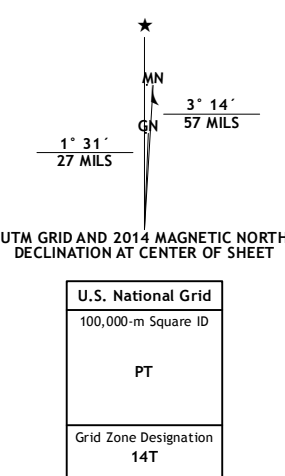 ★
MN
GN
3° 14´
57 MILS
1° 31´
27 MILS
UTM GRID AND 2014 MAGNETIC NORTH
DECLINATION AT CENTER OF SHEET
U.S. National Grid
100,000-m Square ID
PT
Grid Zone Designation
14T